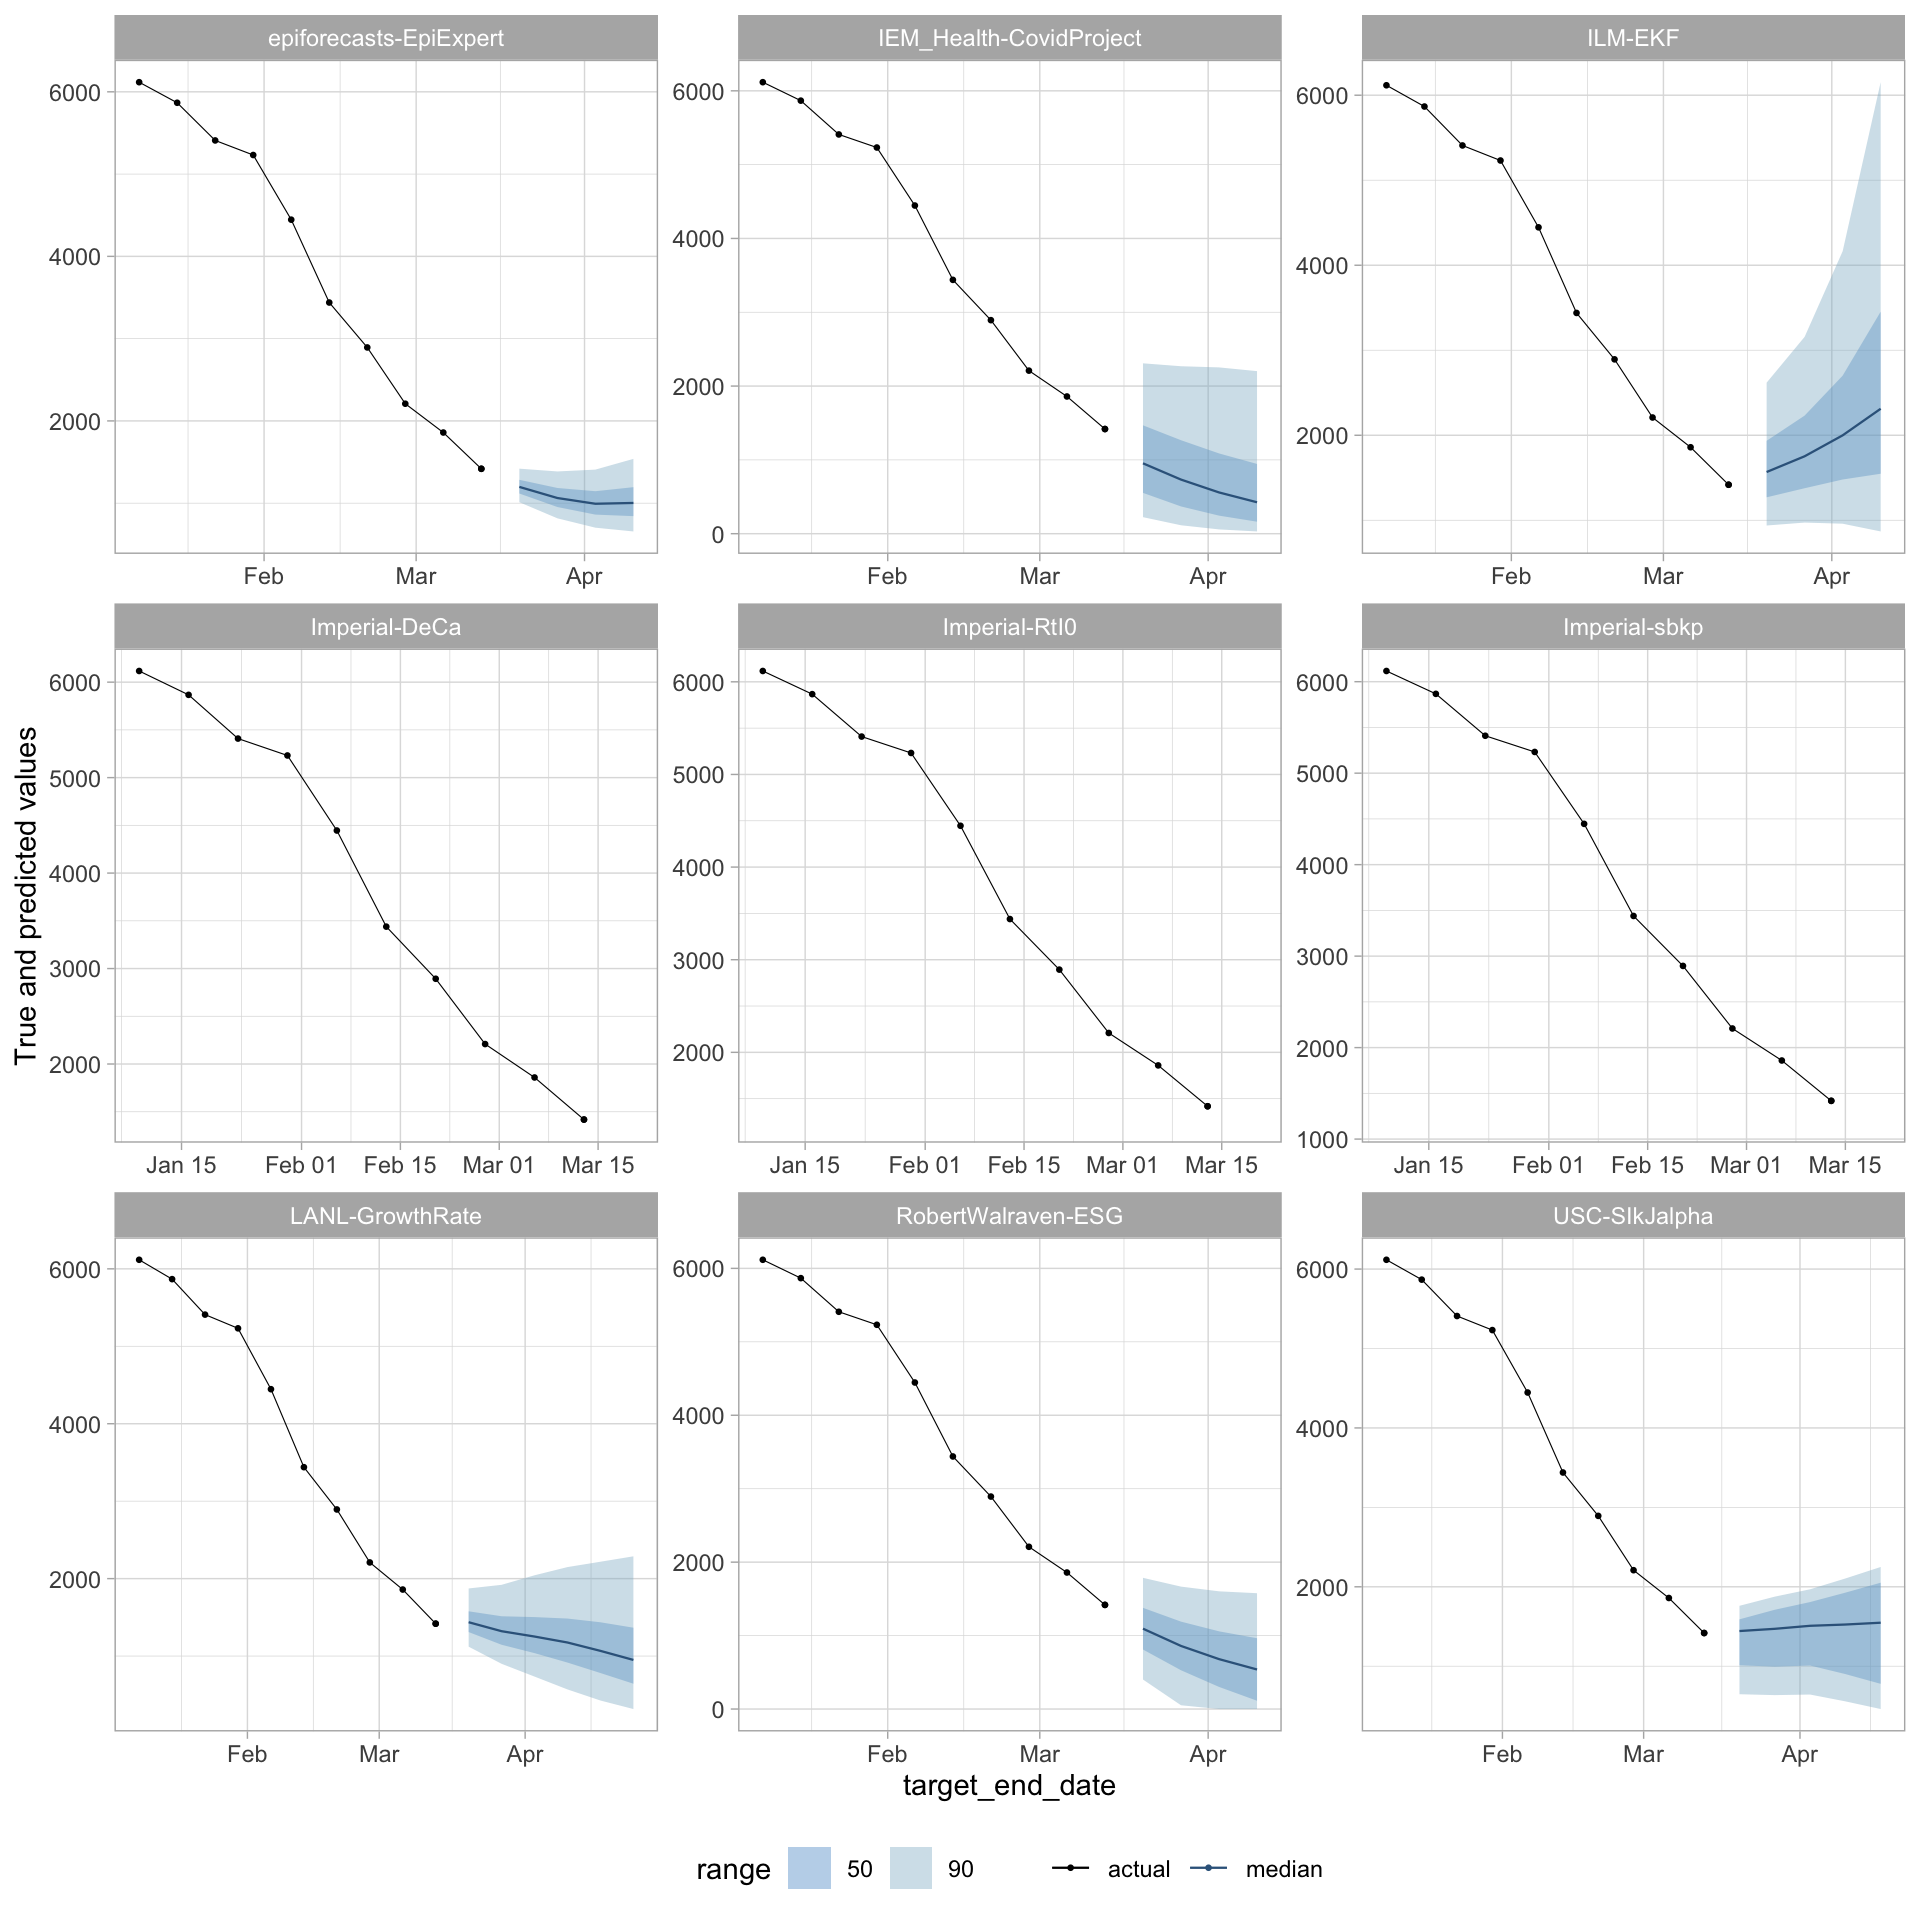 epiforecasts-EpiExpert
IEM_Health-CovidProject
ILM-EKF
6000
4000
2000
Feb Mar Apr
6000
4000
2000
0
Feb Mar Apr
6000
4000
2000
Feb Mar Apr
True and predicted values
Imperial-DeCa
Imperial-RtI0
Imperial-sbkp
6000
5000
4000
3000
2000
Jan 15 Feb 01 Feb 15 Mar 01 Mar 15
6000
5000
4000
3000
2000
Jan 15 Feb 01 Feb 15 Mar 01 Mar 15
6000
5000
4000
3000
2000
1000
Jan 15 Feb 01 Feb 15 Mar 01 Mar 15
LANL-GrowthRate
RobertWalraven-ESG
USC-SIkJalpha
6000
4000
2000
Feb Mar Apr
6000
4000
2000
0
Feb Mar Apr
6000
4000
2000
Feb Mar Apr
target_end_date
range 50 90 actual median